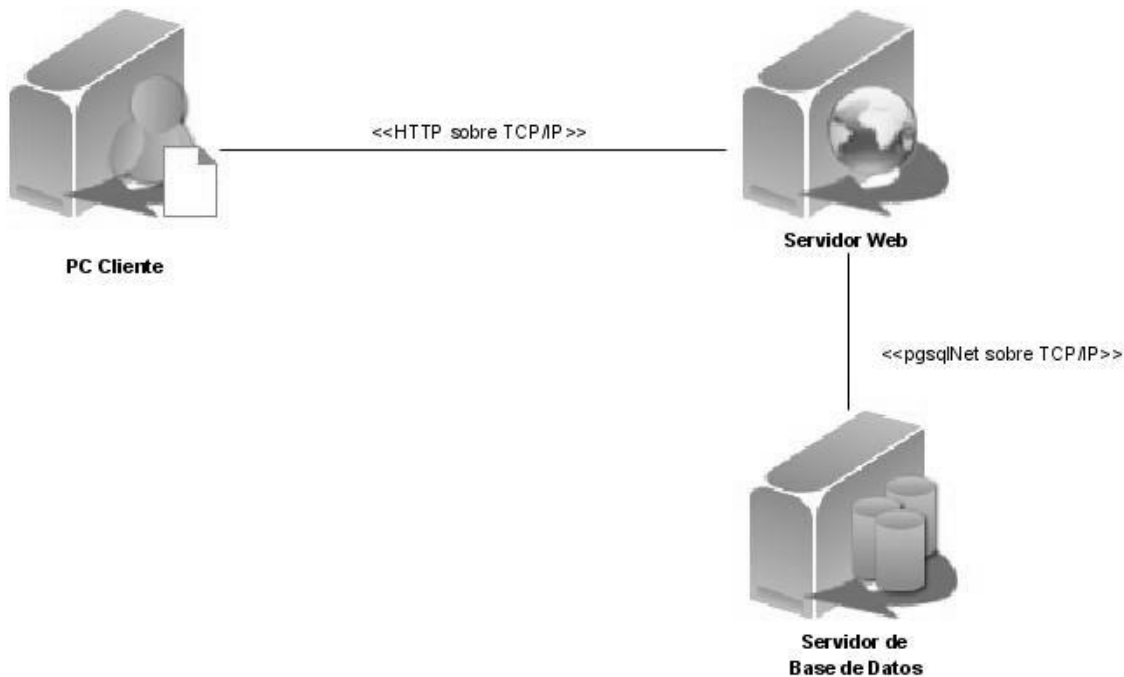 <<HTTP sobre TCP/IP>>
PC Cliente
Servidor Web
<<pgsqlNet sobre TCP/IP>>
Servidor de
Base de Datos